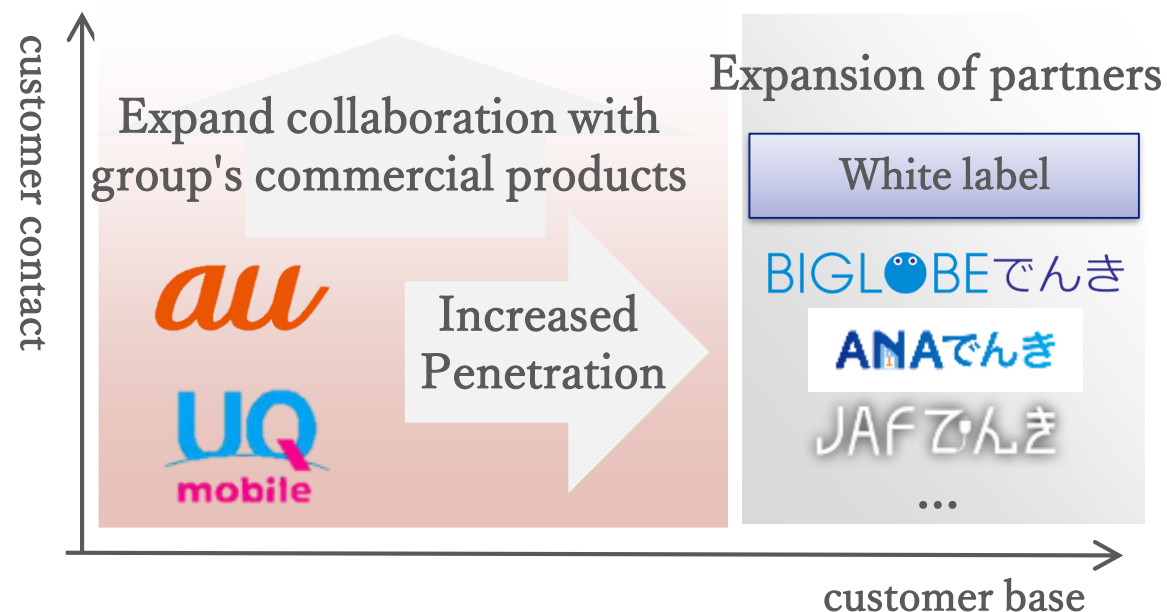 customer contact
Expand collaboration with
group's commercial products
au
UQ
mobile
Increased
Penetration
Expansion of partners
White label
BIGLOBEでんき
ANAでんき
JAFでんき
...
customer base